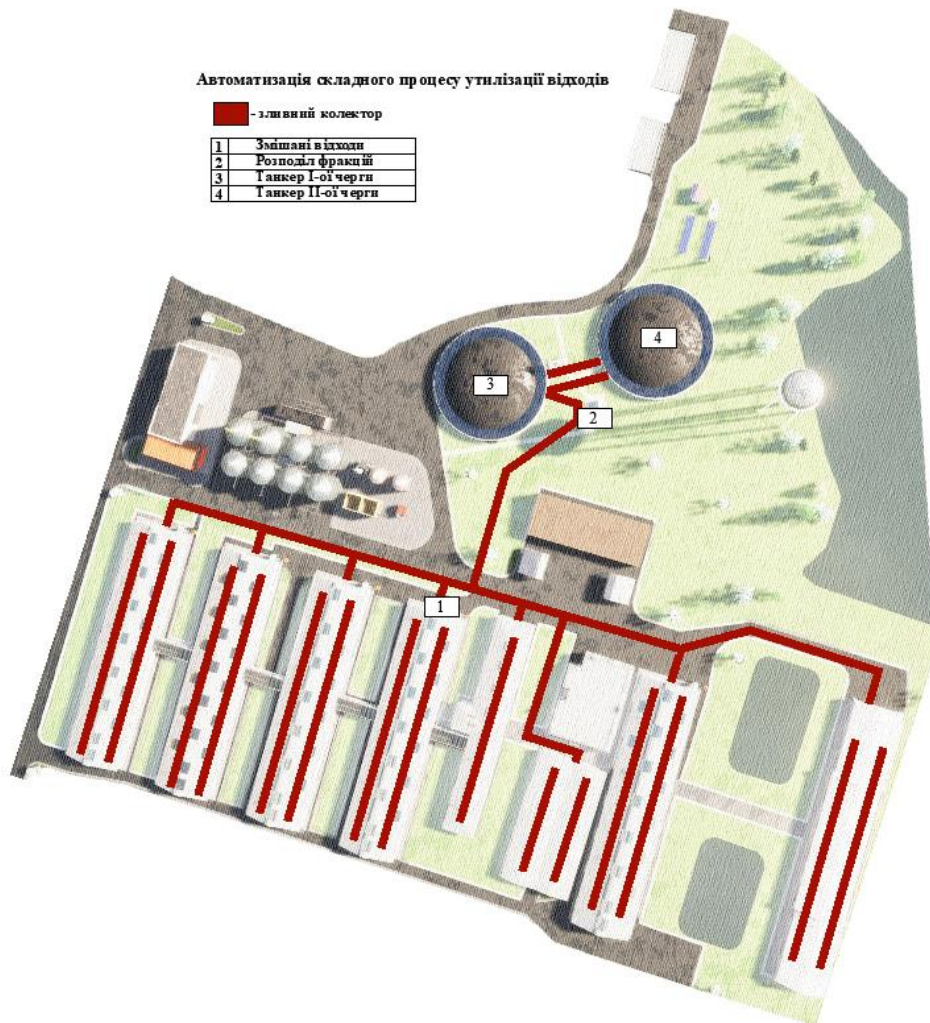 Автоматизація складного процесу утилізації відходів
- зливний колектор
1 Змішані відходи
2 Розподіл фракцій
3 Танкер I-ої черги
4 Танкер II-ої черги
4
3
2
1